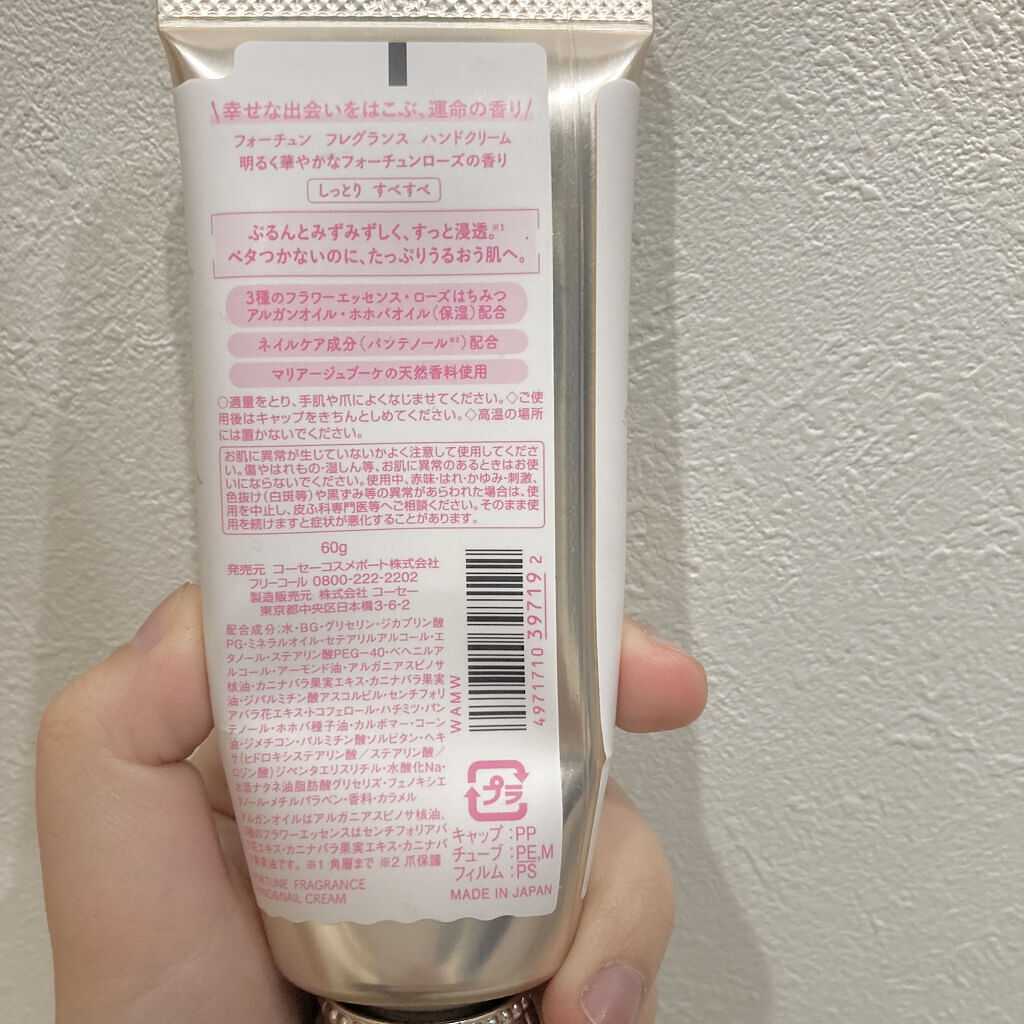 \幸せな出会いをはこぶ、運命の香り/
フォーチュン フレグランス ハンドクリーム
明るく華やかなフォーチュンローズの香り
しっとり すべすべ
ぷるんとみずみずしく、すっと浸透。※1
ベタつかないのに、たっぷりうるおう肌へ。
3種のフラワーエッセンス・ローズはちみつ
アルガンオイル・ホホバオイル(保湿)配合
ネイルケア成分(パンテノール※2)配合
マリアージュブーケの天然香料使用
○適量をとり、手肌や爪によくなじませてください。◇ご使
用後はキャップをきちんとしめてください。◇高温の場所
には置かないでください。
お肌に異常が生じていないかよく注意して使用してくださ
い。傷やはれもの・湿しん等、お肌に異常のあるときはお使
いにならないでください。使用中、赤味・はれ・かゆみ・刺激、
色抜け(白斑等)や黒ずみ等の異常があらわれた場合は、使
用を中止し、皮ふ科専門医等へご相談ください。そのまま使
用を続けますと症状が悪化することがあります。
60g
発売元 コーセーコスメポート株式会社
フリーコール 0800-222-2202
製造販売元 株式会社 コーセー
東京都中央区日本橋3-6-2
配合成分:水・BG・グリセリン・ジカプリン酸
PG・ミネラルオイル・セテアリルアルコール・エ
タノール・ステアリン酸PEG-40・ベヘニルア
ルコール・アーモンド油・アルガニアスピノサ
核油・カニナバラ果実エキス・カニナバラ果実
油・ジパルミチン酸アスコルビル・センチフォリ
アバラ花エキス・トコフェロール・ハチミツ・パン
テノール・ホホバ種子油・カルボマー・コーン
油・ジメチコン・パルミチン酸ソルビタン・ヘキ
サ(ヒドロキシステアリン酸/ステアリン酸/
ロジン酸)ジペンタエリスリチル・水酸化Na・
水添ナタネ油脂肪酸グリセリズ・フェノキシエ
タノール・メチルパラベン・香料・カラメル
アルガンオイルはアルガニアスピノサ核油、
3種のフラワーエッセンスはセンチフォリアバ
花エキス・カニナバラ果実エキス・カニナバ
果実油です。 ※1 角層まで ※2 爪保護
FORTUNE FRAGRANCE
HAND&NAIL CREAM
WAMW
4971710 397192
プラ
キャップ:PP
チューブ:PE,M
フィルム:PS
MADE IN JAPAN